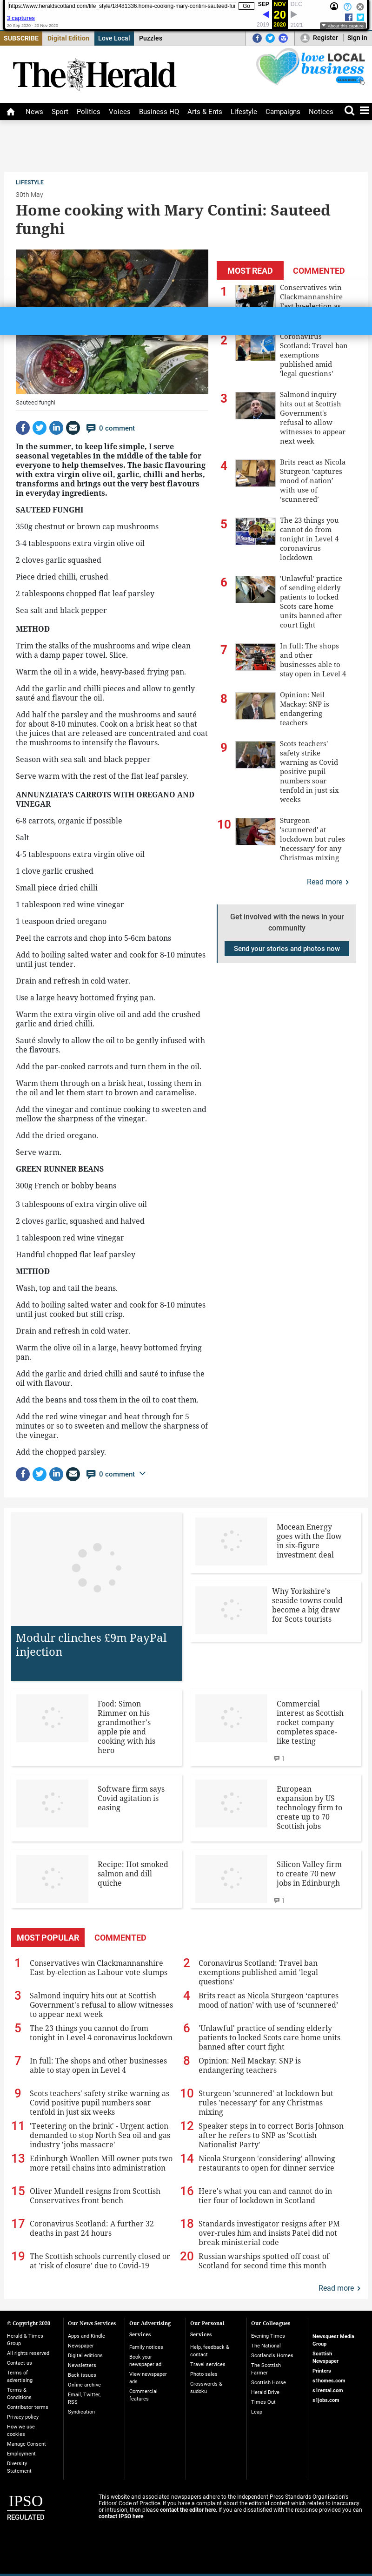 https://www.heraldscotland.com/life_style/18481336.home-cooking-mary-contini-sauteed-fu
Go
SEP NOV DEC
20
2019 2020 2021
3 captures
20 Sep 2020 - 20 Nov 2020
About this capture
SUBSCRIBE Digital Edition Love Local Puzzles
Register Sign in
The Herald
love LOCAL
business
News Sport Politics Voices Business HQ Arts & Ents Lifestyle Campaigns Notices
LIFESTYLE
30th May
Home cooking with Mary Contini: Sauteed
funghi
Sauteed funghi
0 comment
In the summer, to keep life simple, I serve
seasonal vegetables in the middle of the table for
everyone to help themselves. The basic flavouring
with extra virgin olive oil, garlic, chilli and herbs,
transforms and brings out the very best flavours
in everyday ingredients.
SAUTEED FUNGHI
350g chestnut or brown cap mushrooms
3-4 tablespoons extra virgin olive oil
2 cloves garlic squashed
Piece dried chilli, crushed
2 tablespoons chopped flat leaf parsley
Sea salt and black pepper
METHOD
Trim the stalks of the mushrooms and wipe clean
with a damp paper towel. Slice.
Warm the oil in a wide, heavy-based frying pan.
Add the garlic and chilli pieces and allow to gently
sauté and flavour the oil.
Add half the parsley and the mushrooms and sauté
for about 8-10 minutes. Cook on a brisk heat so that
the juices that are released are concentrated and coat
the mushrooms to intensify the flavours.
Season with sea salt and black pepper
Serve warm with the rest of the flat leaf parsley.
ANNUNZIATA'S CARROTS WITH OREGANO AND
VINEGAR
6-8 carrots, organic if possible
Salt
4-5 tablespoons extra virgin olive oil
1 clove garlic crushed
Small piece dried chilli
1 tablespoon red wine vinegar
1 teaspoon dried oregano
Peel the carrots and chop into 5-6cm batons
Add to boiling salted water and cook for 8-10 minutes
until just tender.
Drain and refresh in cold water.
Use a large heavy bottomed frying pan.
Warm the extra virgin olive oil and add the crushed
garlic and dried chilli.
Sauté slowly to allow the oil to be gently infused with
the flavours.
Add the par-cooked carrots and turn them in the oil.
Warm them through on a brisk heat, tossing them in
the oil and let them start to brown and caramelise.
Add the vinegar and continue cooking to sweeten and
mellow the sharpness of the vinegar.
Add the dried oregano.
Serve warm.
GREEN RUNNER BEANS
300g French or bobby beans
3 tablespoons of extra virgin olive oil
2 cloves garlic, squashed and halved
1 tablespoon red wine vinegar
Handful chopped flat leaf parsley
METHOD
Wash, top and tail the beans.
Add to boiling salted water and cook for 8-10 minutes
until just cooked but still crisp.
Drain and refresh in cold water.
Warm the olive oil in a large, heavy bottomed frying
pan.
Add the garlic and dried chilli and sauté to infuse the
oil with flavour.
Add the beans and toss them in the oil to coat them.
Add the red wine vinegar and heat through for 5
minutes or so to sweeten and mellow the sharpness of
the vinegar.
Add the chopped parsley.
0 comment
MOST READ COMMENTED
1 Conservatives win
Clackmannanshire
East by-election as
2 Coronavirus
Scotland: Travel ban
exemptions
published amid
'legal questions'
3 Salmond inquiry
hits out at Scottish
Government's
refusal to allow
witnesses to appear
next week
4 Brits react as Nicola
Sturgeon 'captures
mood of nation'
with use of
'scunnered'
5 The 23 things you
cannot do from
tonight in Level 4
coronavirus
lockdown
6 'Unlawful' practice
of sending elderly
patients to locked
Scots care home
units banned after
court fight
7 In full: The shops
and other
businesses able to
stay open in Level 4
8 Opinion: Neil
Mackay: SNP is
endangering
teachers
9 Scots teachers'
safety strike
warning as Covid
positive pupil
numbers soar
tenfold in just six
weeks
10 Sturgeon
'scunnered' at
lockdown but rules
'necessary' for any
Christmas mixing
Read more
Get involved with the news in your
community
Send your stories and photos now
Modulr clinches £9m PayPal
injection
Mocean Energy
goes with the flow
in six-figure
investment deal
Why Yorkshire's
seaside towns could
become a big draw
for Scots tourists
Food: Simon
Rimmer on his
grandmother's
apple pie and
cooking with his
hero
Commercial
interest as Scottish
rocket company
completes space-
like testing
1
Software firm says
Covid agitation is
easing
European
expansion by US
technology firm to
create up to 70
Scottish jobs
Recipe: Hot smoked
salmon and dill
quiche
Silicon Valley firm
to create 70 new
jobs in Edinburgh
1
MOST POPULAR COMMENTED
1 Conservatives win Clackmannanshire
East by-election as Labour vote slumps
2 Coronavirus Scotland: Travel ban
exemptions published amid 'legal
questions'
3 Salmond inquiry hits out at Scottish
Government's refusal to allow witnesses
to appear next week
4 Brits react as Nicola Sturgeon 'captures
mood of nation' with use of 'scunnered'
5 The 23 things you cannot do from
tonight in Level 4 coronavirus lockdown
6 'Unlawful' practice of sending elderly
patients to locked Scots care home units
banned after court fight
7 In full: The shops and other businesses
able to stay open in Level 4
8 Opinion: Neil Mackay: SNP is
endangering teachers
9 Scots teachers' safety strike warning as
Covid positive pupil numbers soar
tenfold in just six weeks
10 Sturgeon 'scunnered' at lockdown but
rules 'necessary' for any Christmas
mixing
11 'Teetering on the brink' - Urgent action
demanded to stop North Sea oil and gas
industry 'jobs massacre'
12 Speaker steps in to correct Boris Johnson
after he refers to SNP as 'Scottish
Nationalist Party'
13 Edinburgh Woollen Mill owner puts two
more retail chains into administration
14 Nicola Sturgeon 'considering' allowing
restaurants to open for dinner service
15 Oliver Mundell resigns from Scottish
Conservatives front bench
16 Here's what you can and cannot do in
tier four of lockdown in Scotland
17 Coronavirus Scotland: A further 32
deaths in past 24 hours
18 Standards investigator resigns after PM
over-rules him and insists Patel did not
break ministerial code
19 The Scottish schools currently closed or
at 'risk of closure' due to Covid-19
20 Russian warships spotted off coast of
Scotland for second time this month
Read more
© Copyright 2020
Herald & Times
Group
All rights reserved
Contact us
Terms of
advertising
Terms &
Conditions
Contributor terms
Privacy policy
How we use
cookies
Manage Consent
Employment
Diversity
Statement
Our News Services
Apps and Kindle
Newspaper
Digital editions
Newsletters
Back issues
Online archive
Email, Twitter,
RSS
Syndication
Our Advertising
Services
Family notices
Book your
newspaper ad
View newspaper
ads
Commercial
features
Our Personal
Services
Help, feedback &
contact
Travel services
Photo sales
Crosswords &
sudoku
Our Colleagues
Evening Times
The National
Scotland's Homes
The Scottish
Farmer
Scottish Horse
Herald Drive
Times Out
Leap
Newsquest Media
Group
Scottish
Newspaper
Printers
s1homes.com
s1rental.com
s1jobs.com
IPSO
REGULATED
This website and associated newspapers adhere to the Independent Press Standards Organisation's
Editors' Code of Practice. If you have a complaint about the editorial content which relates to inaccuracy
or intrusion, then please contact the editor here. If you are dissatisfied with the response provided you can
contact IPSO here